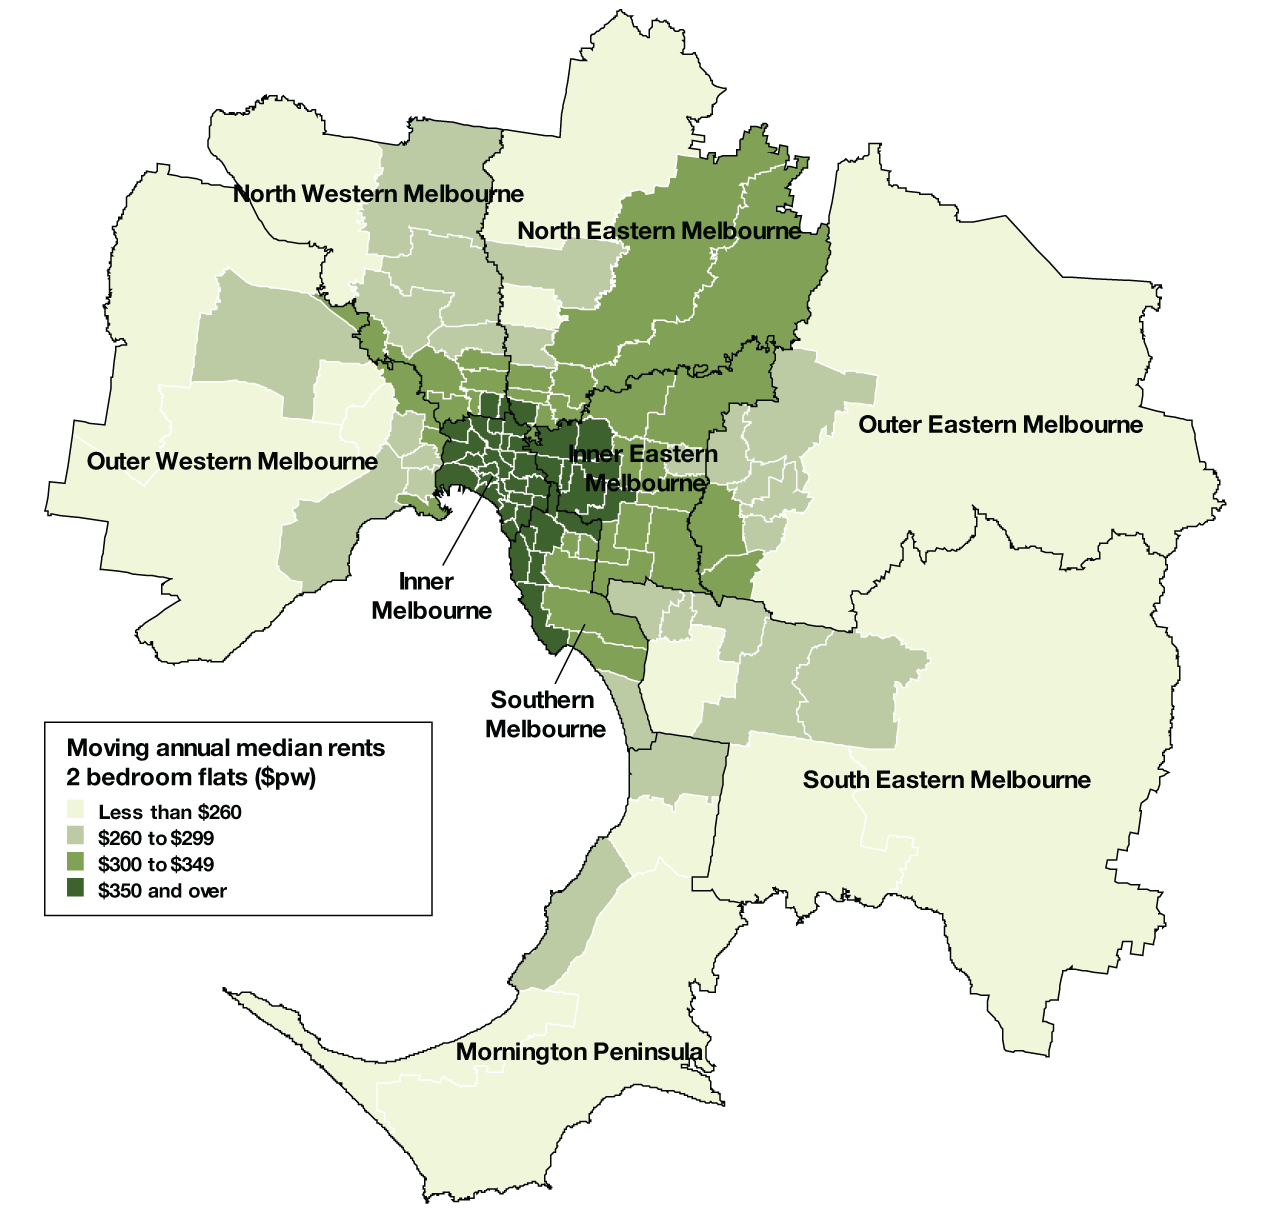 North Western Melbourne
North Eastern Melbourne
Outer Eastern Melbourne
Inner Eastern
Melbourne
Outer Western Melbourne
Inner
Melbourne
Southern
Melbourne
South Eastern Melbourne
Moving annual median rents
2 bedroom flats ($pw)
Less than $260
$260 to $299
$300 to $349
$350 and over
Mornington Peninsula